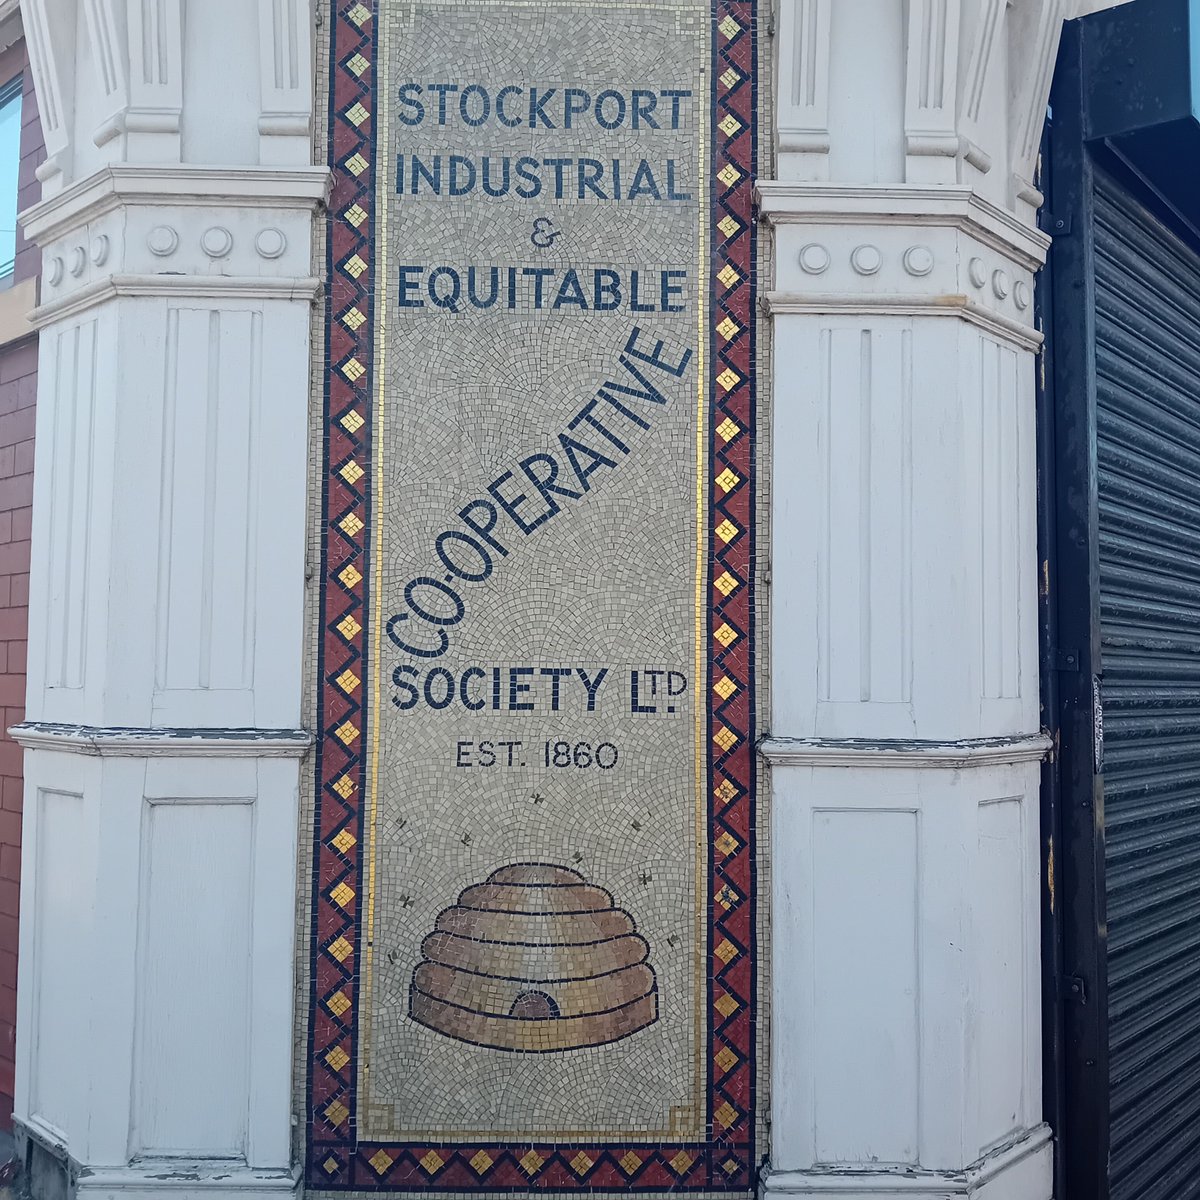 STOCKPORT
INDUSTRIAL
&
EQUITABLE
CO-OPERATIVE
SOCIETY LTD
EST. 1860